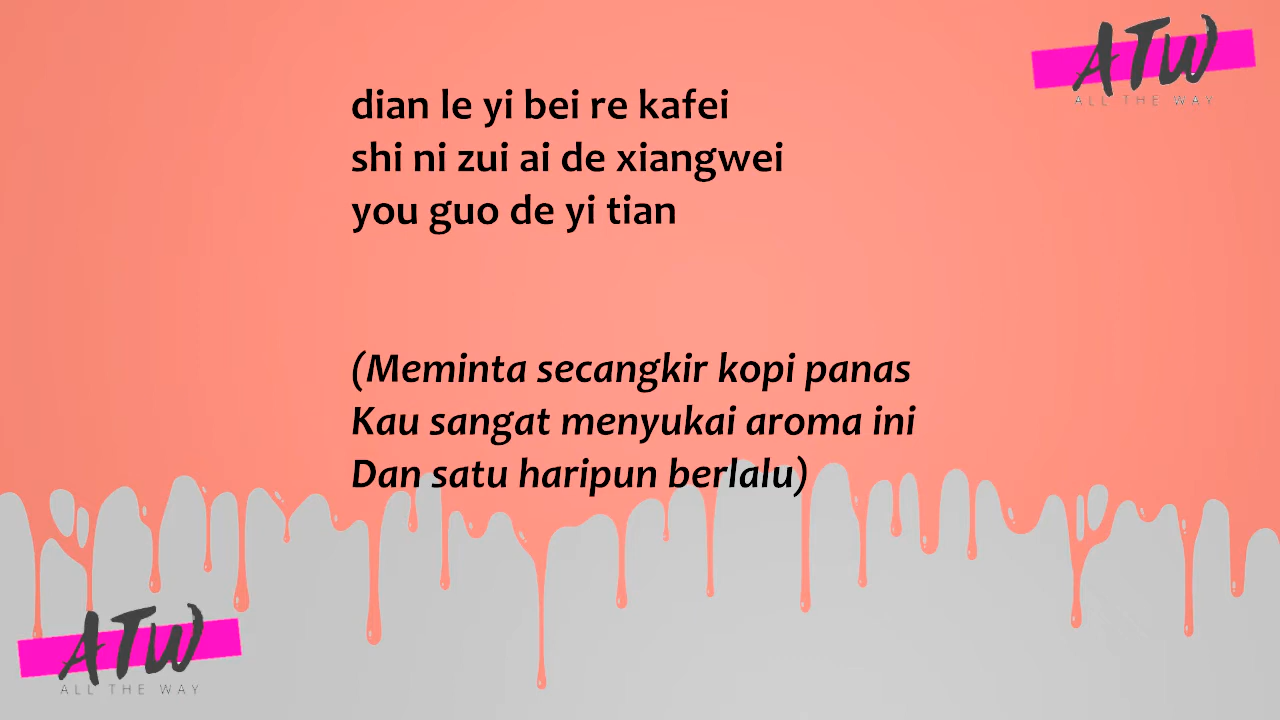 ATW
ALL THE WAY
dian le yi bei re kafei
shi ni zui ai de xiangwei
you guo de yi tian
(Meminta secangkir kopi panas
Kau sangat menyukai aroma ini
Dan satu haripun berlalu)
ATW
ALL THE WAY